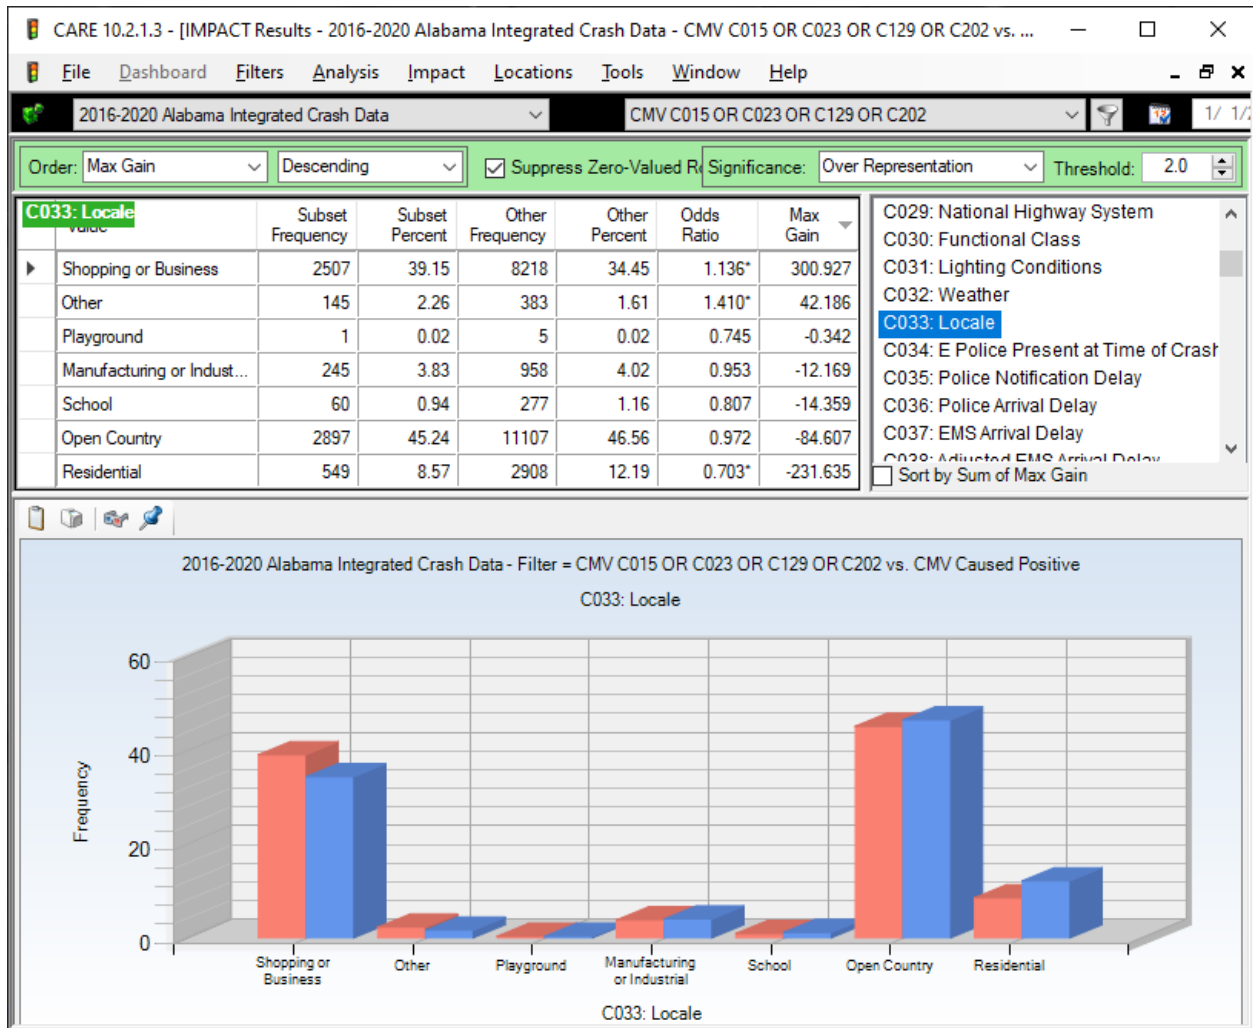 CARE 10.2.1.3 - [IMPACT Results - 2016-2020 Alabama Integrated Crash Data - CMV C015 OR C023 OR C129 OR C202 vs. ...
File Dashboard Filters Analysis Impact Locations Tools Window Help
2016-2020 Alabama Integrated Crash Data CMV C015 OR C023 OR C129 OR C202 1/ 1/
Order: Max Gain Descending Suppress Zero-Valued R Significance: Over Representation Threshold: 2.0
C033: Locale Subset Frequency Subset Percent Other Frequency Other Percent Odds Ratio Max Gain
Shopping or Business 2507 39.15 8218 34.45 1.136* 300.927
Other 145 2.26 383 1.61 1.410* 42.186
Playground 1 0.02 5 0.02 0.745 -0.342
Manufacturing or Indust... 245 3.83 958 4.02 0.953 -12.169
School 60 0.94 277 1.16 0.807 -14.359
Open Country 2897 45.24 11107 46.56 0.972 -84.607
Residential 549 8.57 2908 12.19 0.703* -231.635
C029: National Highway System
C030: Functional Class
C031: Lighting Conditions
C032: Weather
C033: Locale
C034: E Police Present at Time of Crash
C035: Police Notification Delay
C036: Police Arrival Delay
C037: EMS Arrival Delay
C038: Adjusted EMS Arrival Delay
Sort by Sum of Max Gain
2016-2020 Alabama Integrated Crash Data - Filter = CMV C015 OR C023 OR C129 OR C202 vs. CMV Caused Positive
C033: Locale
Frequency
60
40
20
0
Shopping or Business
Other
Playground
Manufacturing or Industrial
School
Open Country
Residential
C033: Locale